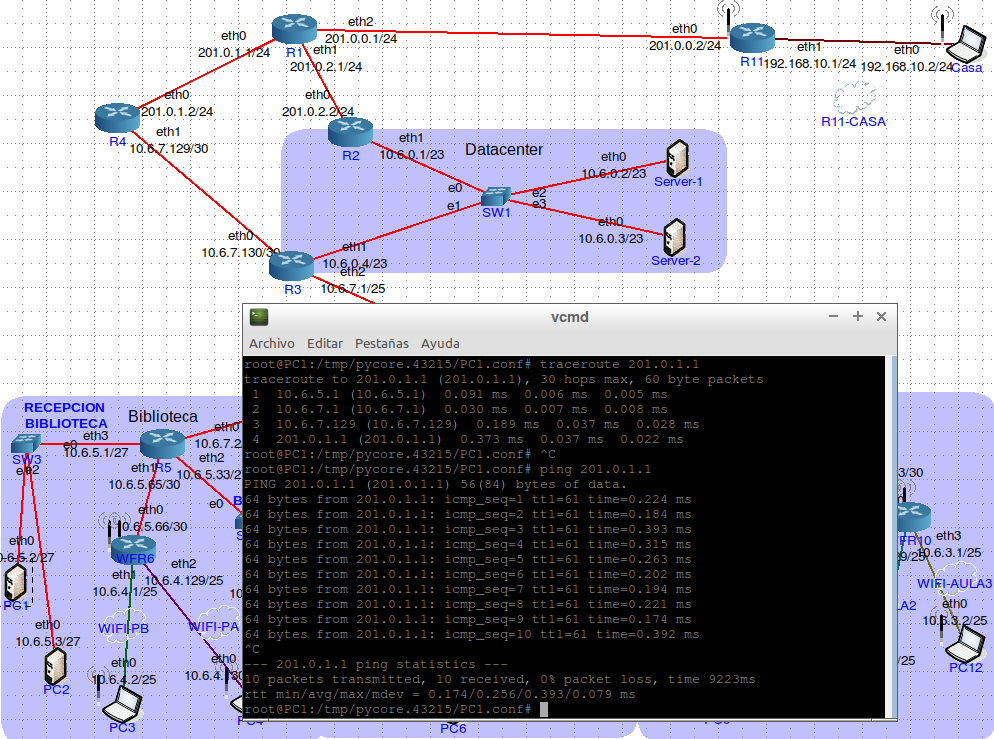 eth0
eth2
201.0.0.1/24
eth0
201.0.0.2/24
R1
201.0.1.1/24
eth1
201.0.2.1/24
R11
eth1
192.168.10.1/24
eth0
192.168.10.2/24
Casa
R11-CASA
eth0
201.0.1.2/24
R4
eth1
10.6.7.129/30
eth0
201.0.2.2/24
R2
eth1
10.6.0.1/23
Datacenter
eth0
10.6.0.2/23
Server-1
e0
e1
e2
e3
SW1
eth0
10.6.0.3/23
Server-2
eth0
10.6.7.130/30
eth1
10.6.0.4/23
R3
eth2
10.6.7.1/25
vcmd
Archivo Editar Pestañas Ayuda
root@PC1:/tmp/pycore.43215/PC1.conf# traceroute 201.0.1.1
traceroute to 201.0.1.1 (201.0.1.1), 30 hops max, 60 byte packets
1 10.6.5.1 (10.6.5.1) 0.091 ms 0.006 ms 0.005 ms
2 10.6.7.1 (10.6.7.1) 0.030 ms 0.007 ms 0.008 ms
3 10.6.7.129 (10.6.7.129) 0.189 ms 0.037 ms 0.028 ms
4 201.0.1.1 (201.0.1.1) 0.373 ms 0.037 ms 0.022 ms
root@PC1:/tmp/pycore.43215/PC1.conf# ^C
root@PC1:/tmp/pycore.43215/PC1.conf# ping 201.0.1.1
PING 201.0.1.1 (201.0.1.1) 56(84) bytes of data.
64 bytes from 201.0.1.1: icmp_seq=1 ttl=61 time=0.224 ms
64 bytes from 201.0.1.1: icmp_seq=2 ttl=61 time=0.184 ms
64 bytes from 201.0.1.1: icmp_seq=3 ttl=61 time=0.393 ms
64 bytes from 201.0.1.1: icmp_seq=4 ttl=61 time=0.315 ms
64 bytes from 201.0.1.1: icmp_seq=5 ttl=61 time=0.263 ms
64 bytes from 201.0.1.1: icmp_seq=6 ttl=61 time=0.202 ms
64 bytes from 201.0.1.1: icmp_seq=7 ttl=61 time=0.194 ms
64 bytes from 201.0.1.1: icmp_seq=8 ttl=61 time=0.221 ms
64 bytes from 201.0.1.1: icmp_seq=9 ttl=61 time=0.174 ms
64 bytes from 201.0.1.1: icmp_seq=10 ttl=61 time=0.392 ms
^C
--- 201.0.1.1 ping statistics ---
10 packets transmitted, 10 received, 0% packet loss, time 9223ms
rtt min/avg/max/mdev = 0.174/0.256/0.393/0.079 ms
root@PC1:/tmp/pycore.43215/PC1.conf#
RECEPCION
BIBLIOTECA
Biblioteca
eth3
10.6.5.1/27
e0
SW3
e2
R5
eth0
10.6.7.2
eth2
10.6.5.33/2
e0
eth1
10.6.5.65/30
eth0
10.6.5.66/30
WFR6
eth1
10.6.4.1/25
eth2
10.6.4.129/25
WIFI-PB
WIFI-PA
eth0
10.6.5.2/27
PC1
eth0
10.6.5.3/27
PC2
eth0
10.6.4.2/25
PC3
eth0
10.6.4.130
PC4
PC6
3/30
FR10
eth3
10.6.3.1/25
WIFI-AULA3
eth0
10.6.3.2/25
PC12
LA2
/25